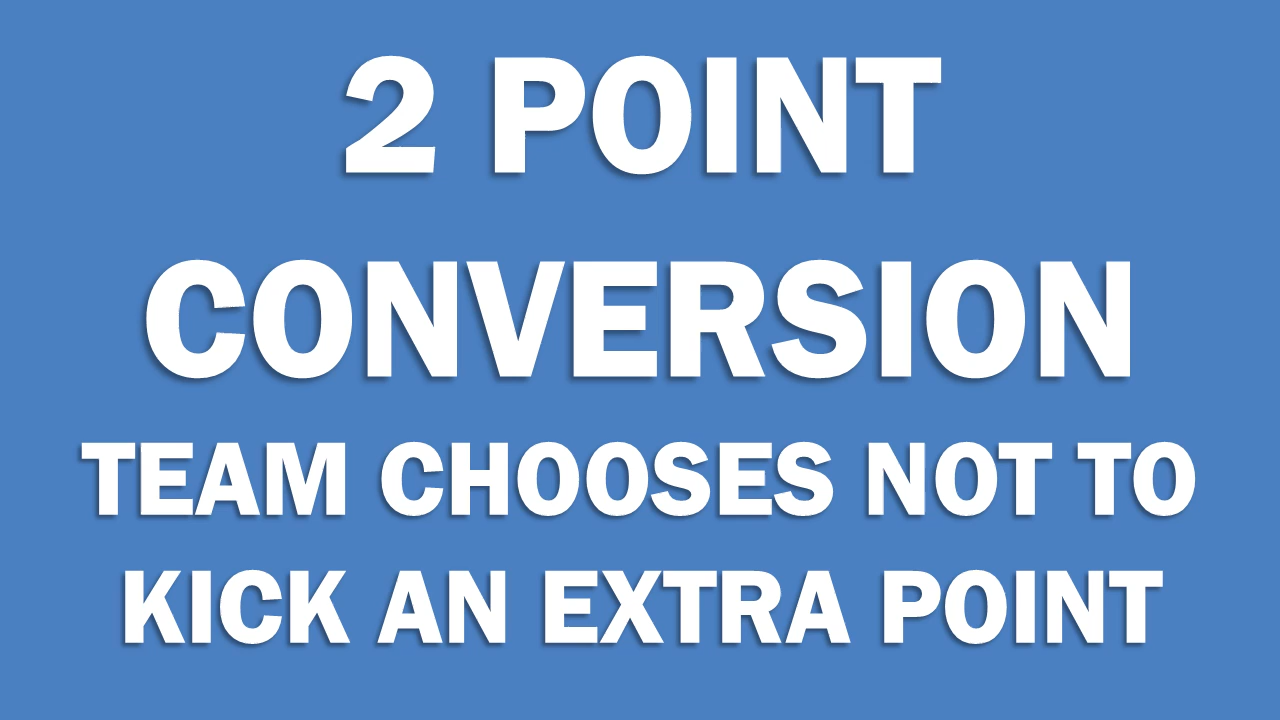 2 POINT
CONVERSION
TEAM CHOOSES NOT TO
KICK AN EXTRA POINT